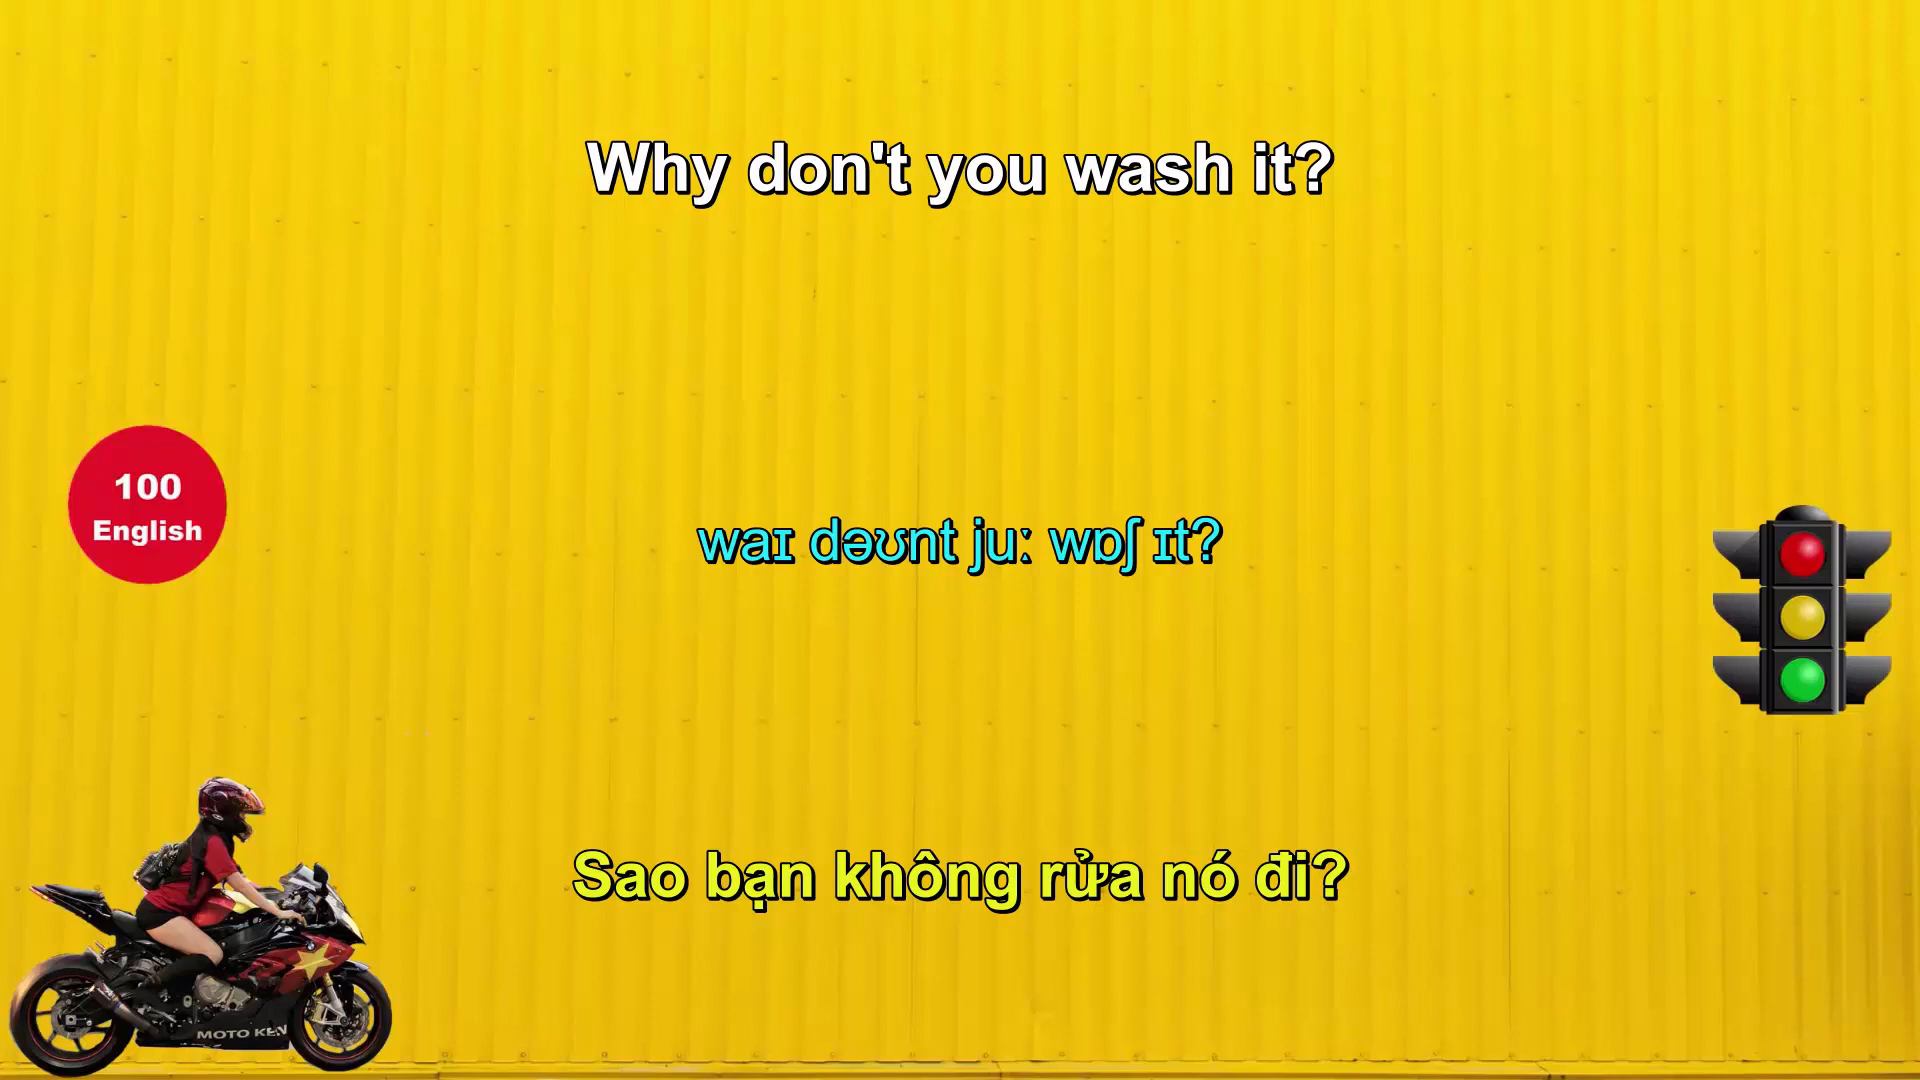 Why don't you wash it?
100
English
waɪ dəʊnt juː wɒʃ ɪt?
Sao bạn không rửa nó đi?
MOTO KEN